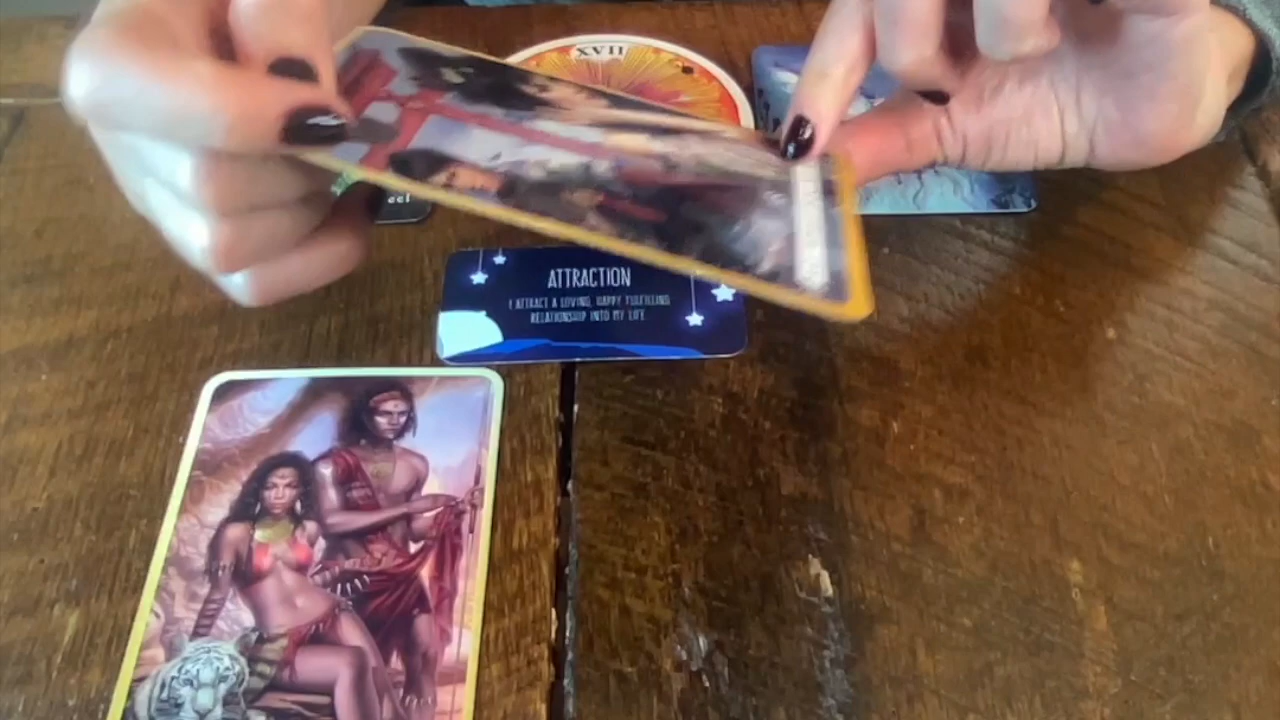 XVII
ATTRACTION
I ATTRACT A LOVING, HAPPY FULFILLING
RELATIONSHIP INTO MY LIFE